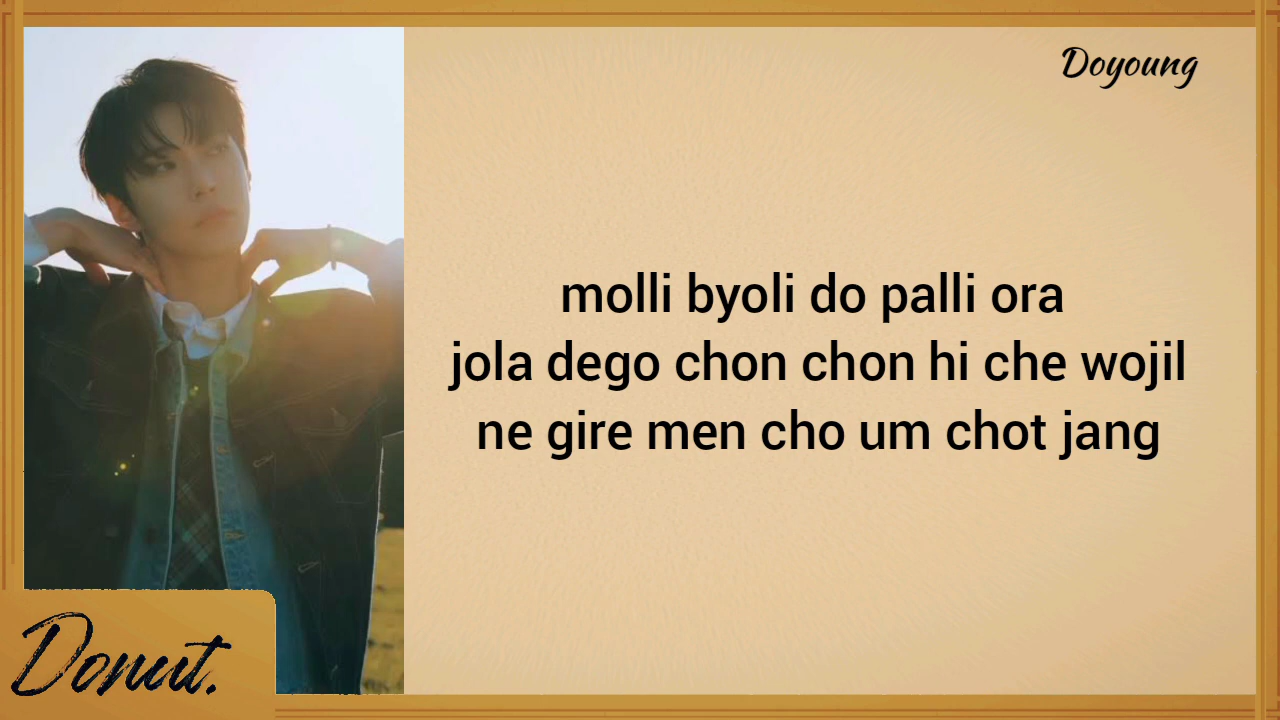 Doyoung
molli byoli do palli ora
jola dego chon chon hi che wojil
ne gire men cho um chot jang
Donut.